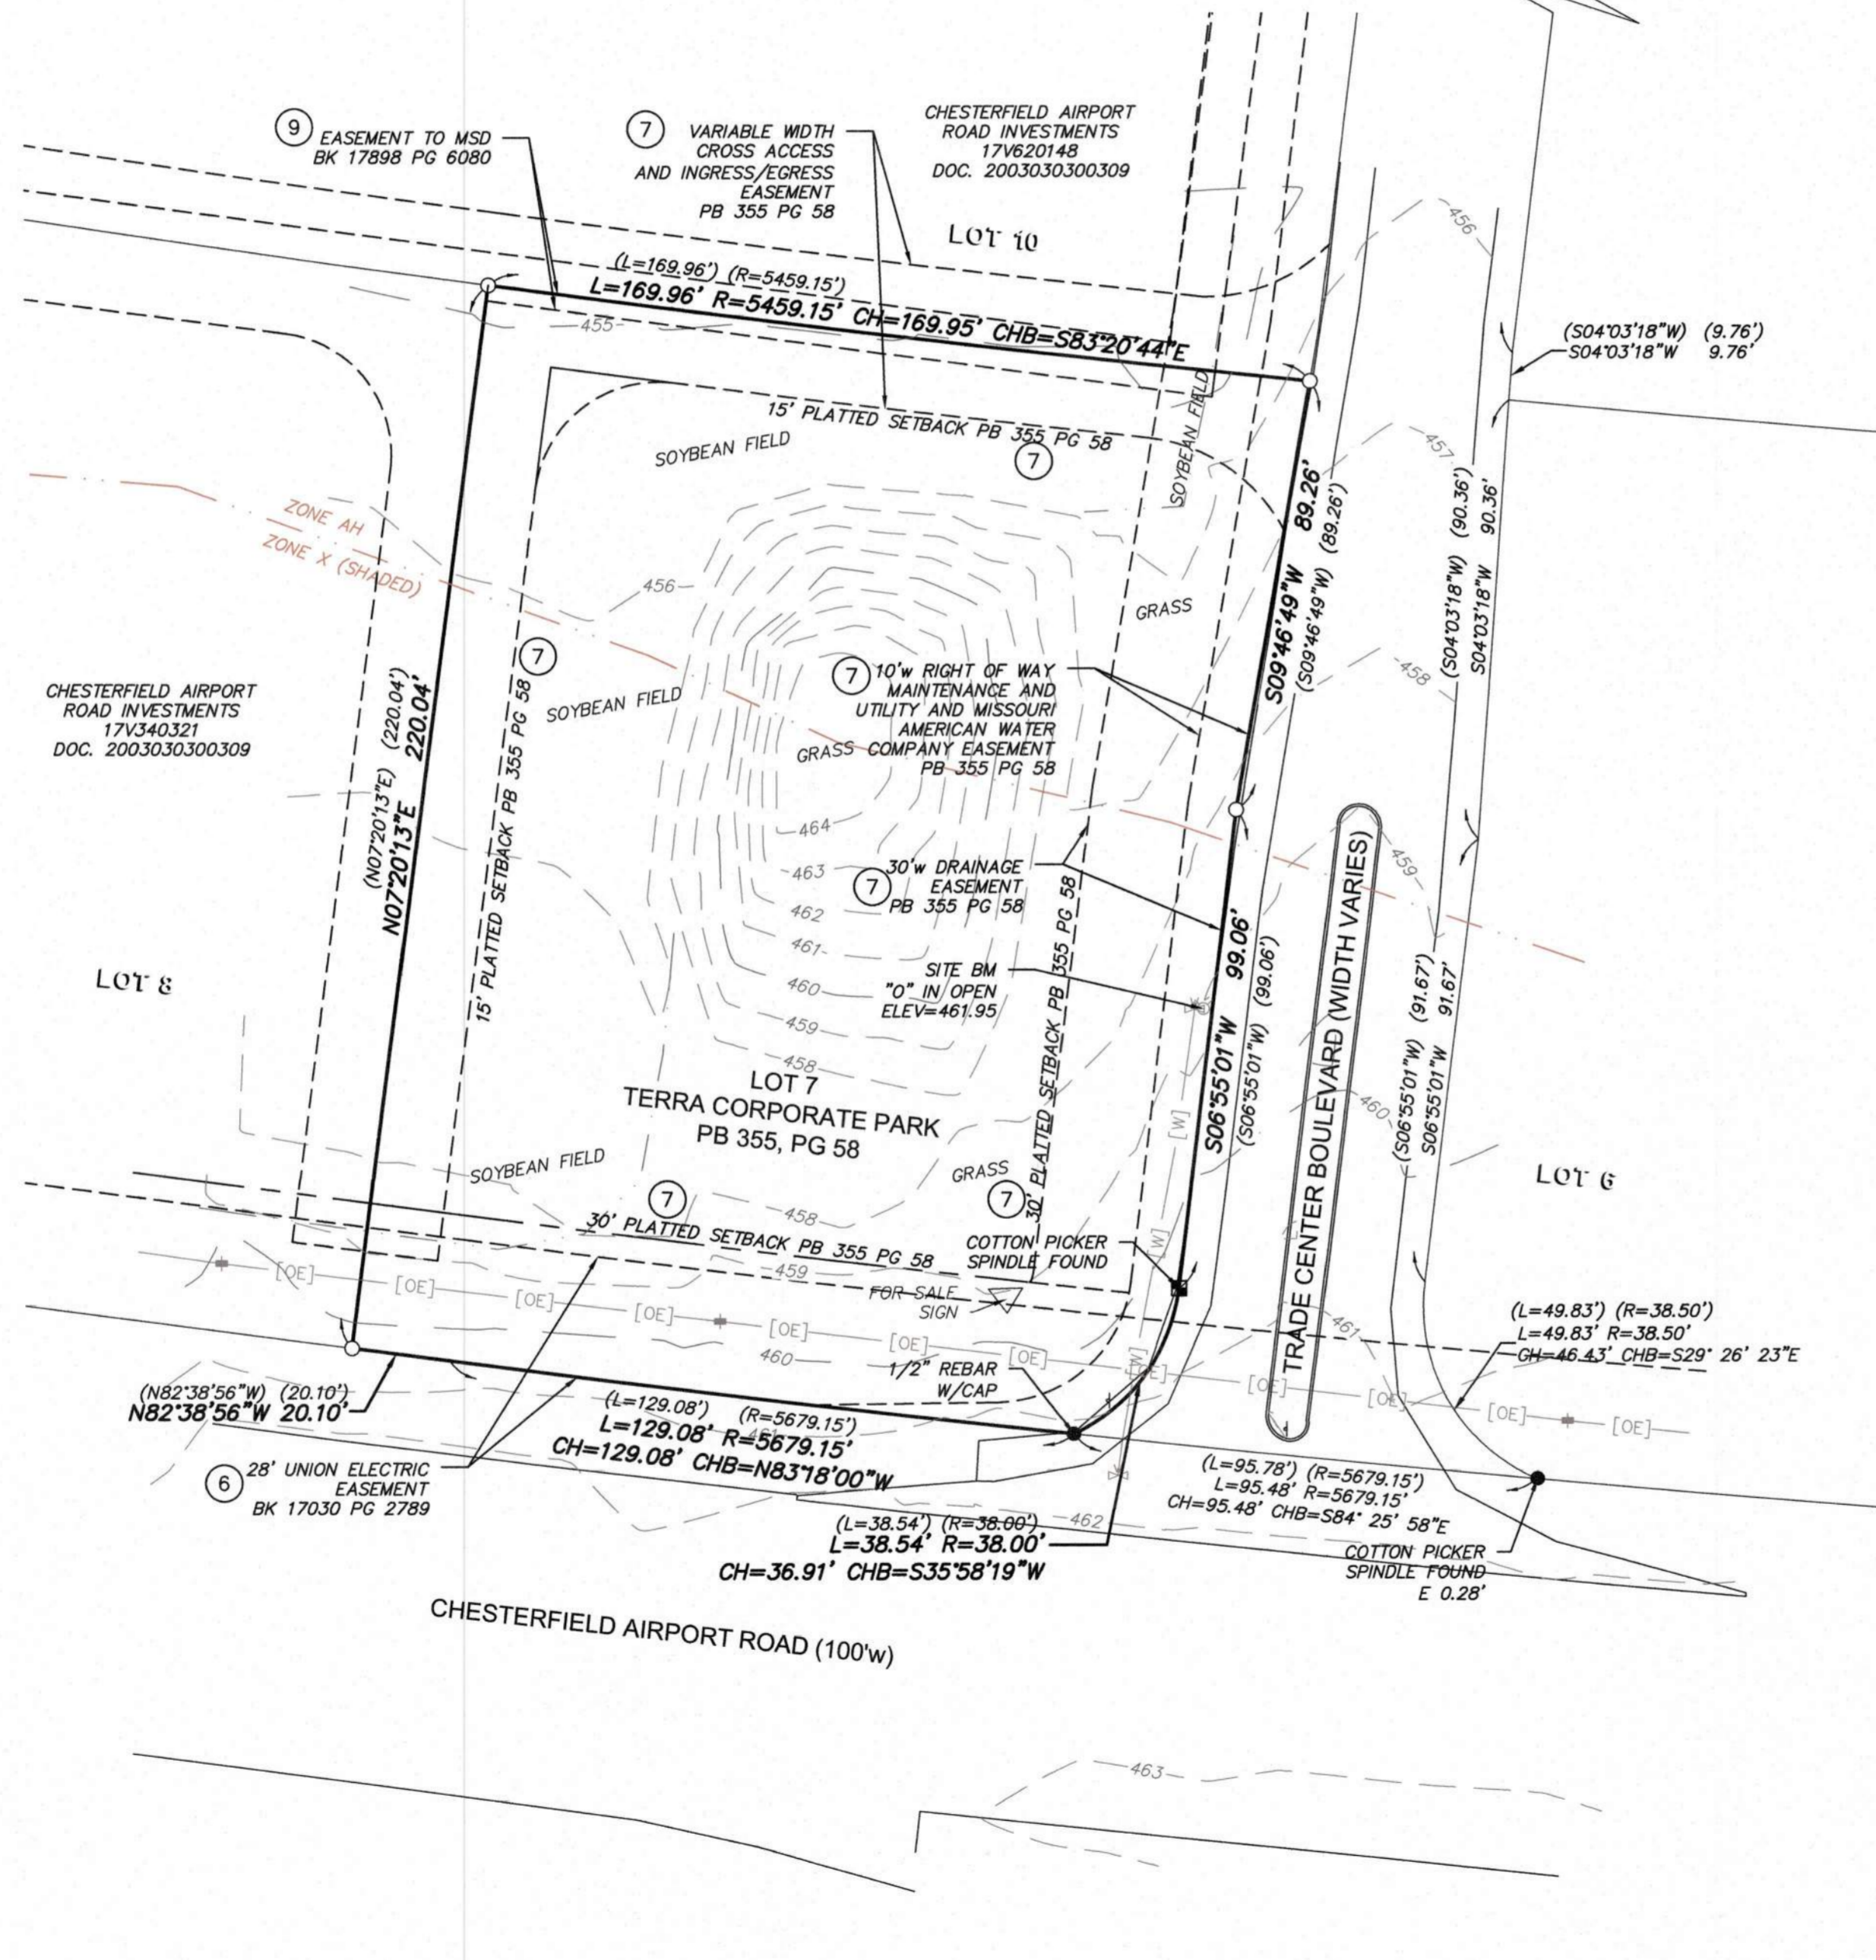 9
EASEMENT TO MSD
BK 17898 PG 6080
7
VARIABLE WIDTH
CROSS ACCESS
AND INGRESS/EGRESS
EASEMENT
PB 355 PG 58
CHESTERFIELD AIRPORT
ROAD INVESTMENTS
17V620148
DOC. 2003030300309
LOT 10
456
(L=169.96') (R=5459.15')
L=169.96' R=5459.15' CH=169.95' CHB=S83°20'44"E
455
(S04°03'18"W) (9.76')
S04°03'18"W 9.76'
15' PLATTED SETBACK PB 355 PG 58
7
SOYBEAN FIELD
SOYBEAN FIELD
457
S09°46'49"W 89.26'
(S09°46'49"W) (89.26')
(S04°03'18"W) (90.36')
S04°03'18"W 90.36'
ZONE AH
ZONE X (SHADED)
456
GRASS
458
7
SOYBEAN FIELD
15' PLATTED SETBACK PB 355 PG 58
(N07°20'13"E) (220.04')
N07°20'13"E 220.04'
CHESTERFIELD AIRPORT
ROAD INVESTMENTS
17V340321
DOC. 2003030300309
7
10'w RIGHT OF WAY
MAINTENANCE AND
UTILITY AND MISSOURI
AMERICAN WATER
COMPANY EASEMENT
PB 355 PG 58
GRASS
464
463
462
461
460
459
458
7
30'w DRAINAGE
EASEMENT
PB 355 PG 58
459
SITE BM
"O" IN OPEN
ELEV=461.95
30' PLATTED SETBACK PB 355 PG 58
S06°55'01"W 99.06'
(S06°55'01"W) (99.06')
TRADE CENTER BOULEVARD (WIDTH VARIES)
(S06°55'01"W) (91.67')
S06°55'01"W 91.67'
LOT 8
LOT 7
TERRA CORPORATE PARK
PB 355, PG 58
[W]
460
LOT 6
SOYBEAN FIELD
7
GRASS
7
458
30' PLATTED SETBACK PB 355 PG 58
459
COTTON PICKER
SPINDLE FOUND
[W]
FOR SALE
SIGN
[OE]
[OE]
[OE]
[OE]
[OE]
[OE]
[OE]
[W]
[OE]
[OE]
[OE]
[OE]
[OE]
461
(L=49.83') (R=38.50')
L=49.83' R=38.50'
CH=46.43' CHB=S29° 26' 23"E
460
1/2" REBAR
W/CAP
(N82°38'56"W) (20.10')
N82°38'56"W 20.10'
(L=129.08') (R=5679.15')
L=129.08' R=5679.15'
461
CH=129.08' CHB=N83°18'00"W
6
28' UNION ELECTRIC
EASEMENT
BK 17030 PG 2789
(L=95.78') (R=5679.15')
L=95.48' R=5679.15'
CH=95.48' CHB=S84° 25' 58"E
(L=38.54') (R=38.00')
L=38.54' R=38.00'
CH=36.91' CHB=S35°58'19"W
462
COTTON PICKER
SPINDLE FOUND
E 0.28'
CHESTERFIELD AIRPORT ROAD (100'w)
463